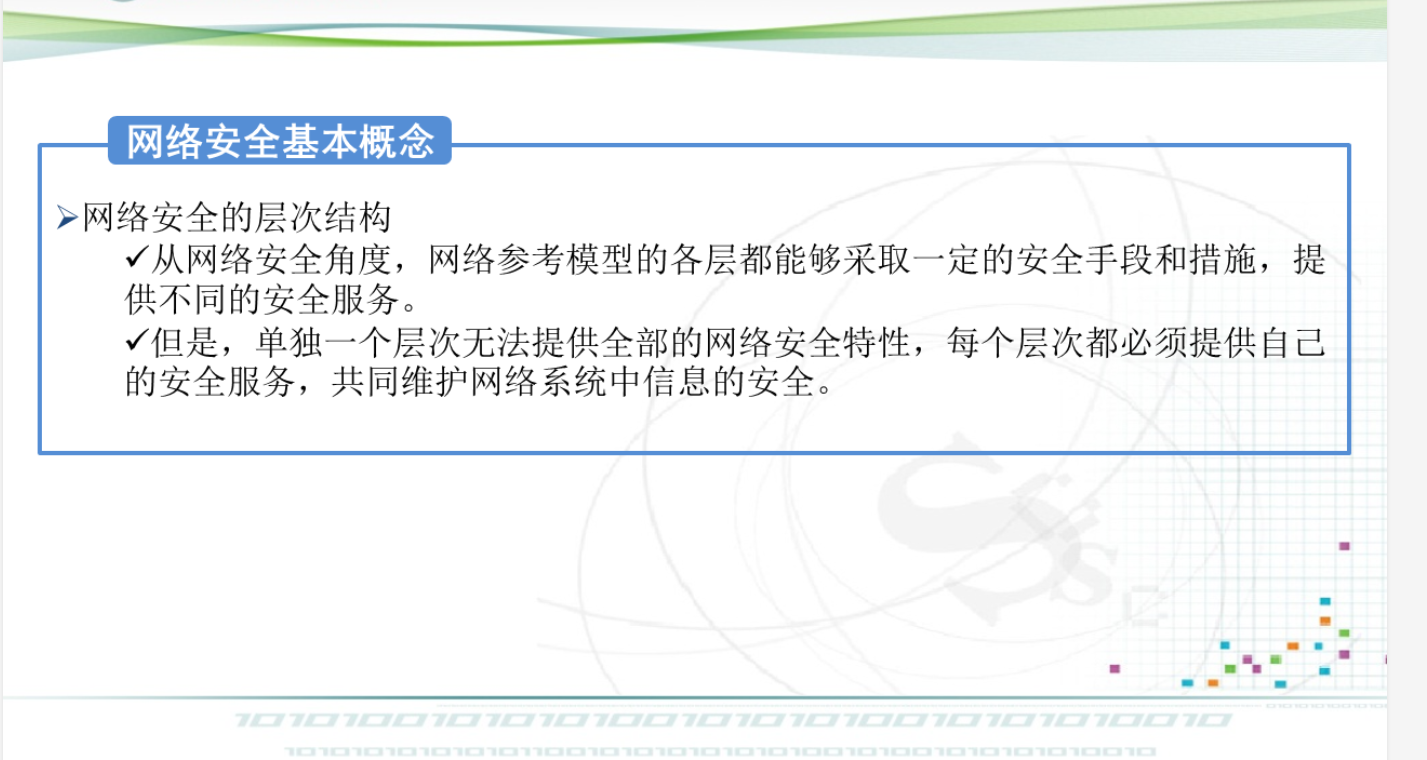 网络安全基本概念
➢网络安全的层次结构
✓从网络安全角度，网络参考模型的各层都能够采取一定的安全手段和措施，提
供不同的安全服务。
✓但是，单独一个层次无法提供全部的网络安全特性，每个层次都必须提供自己
的安全服务，共同维护网络系统中信息的安全。